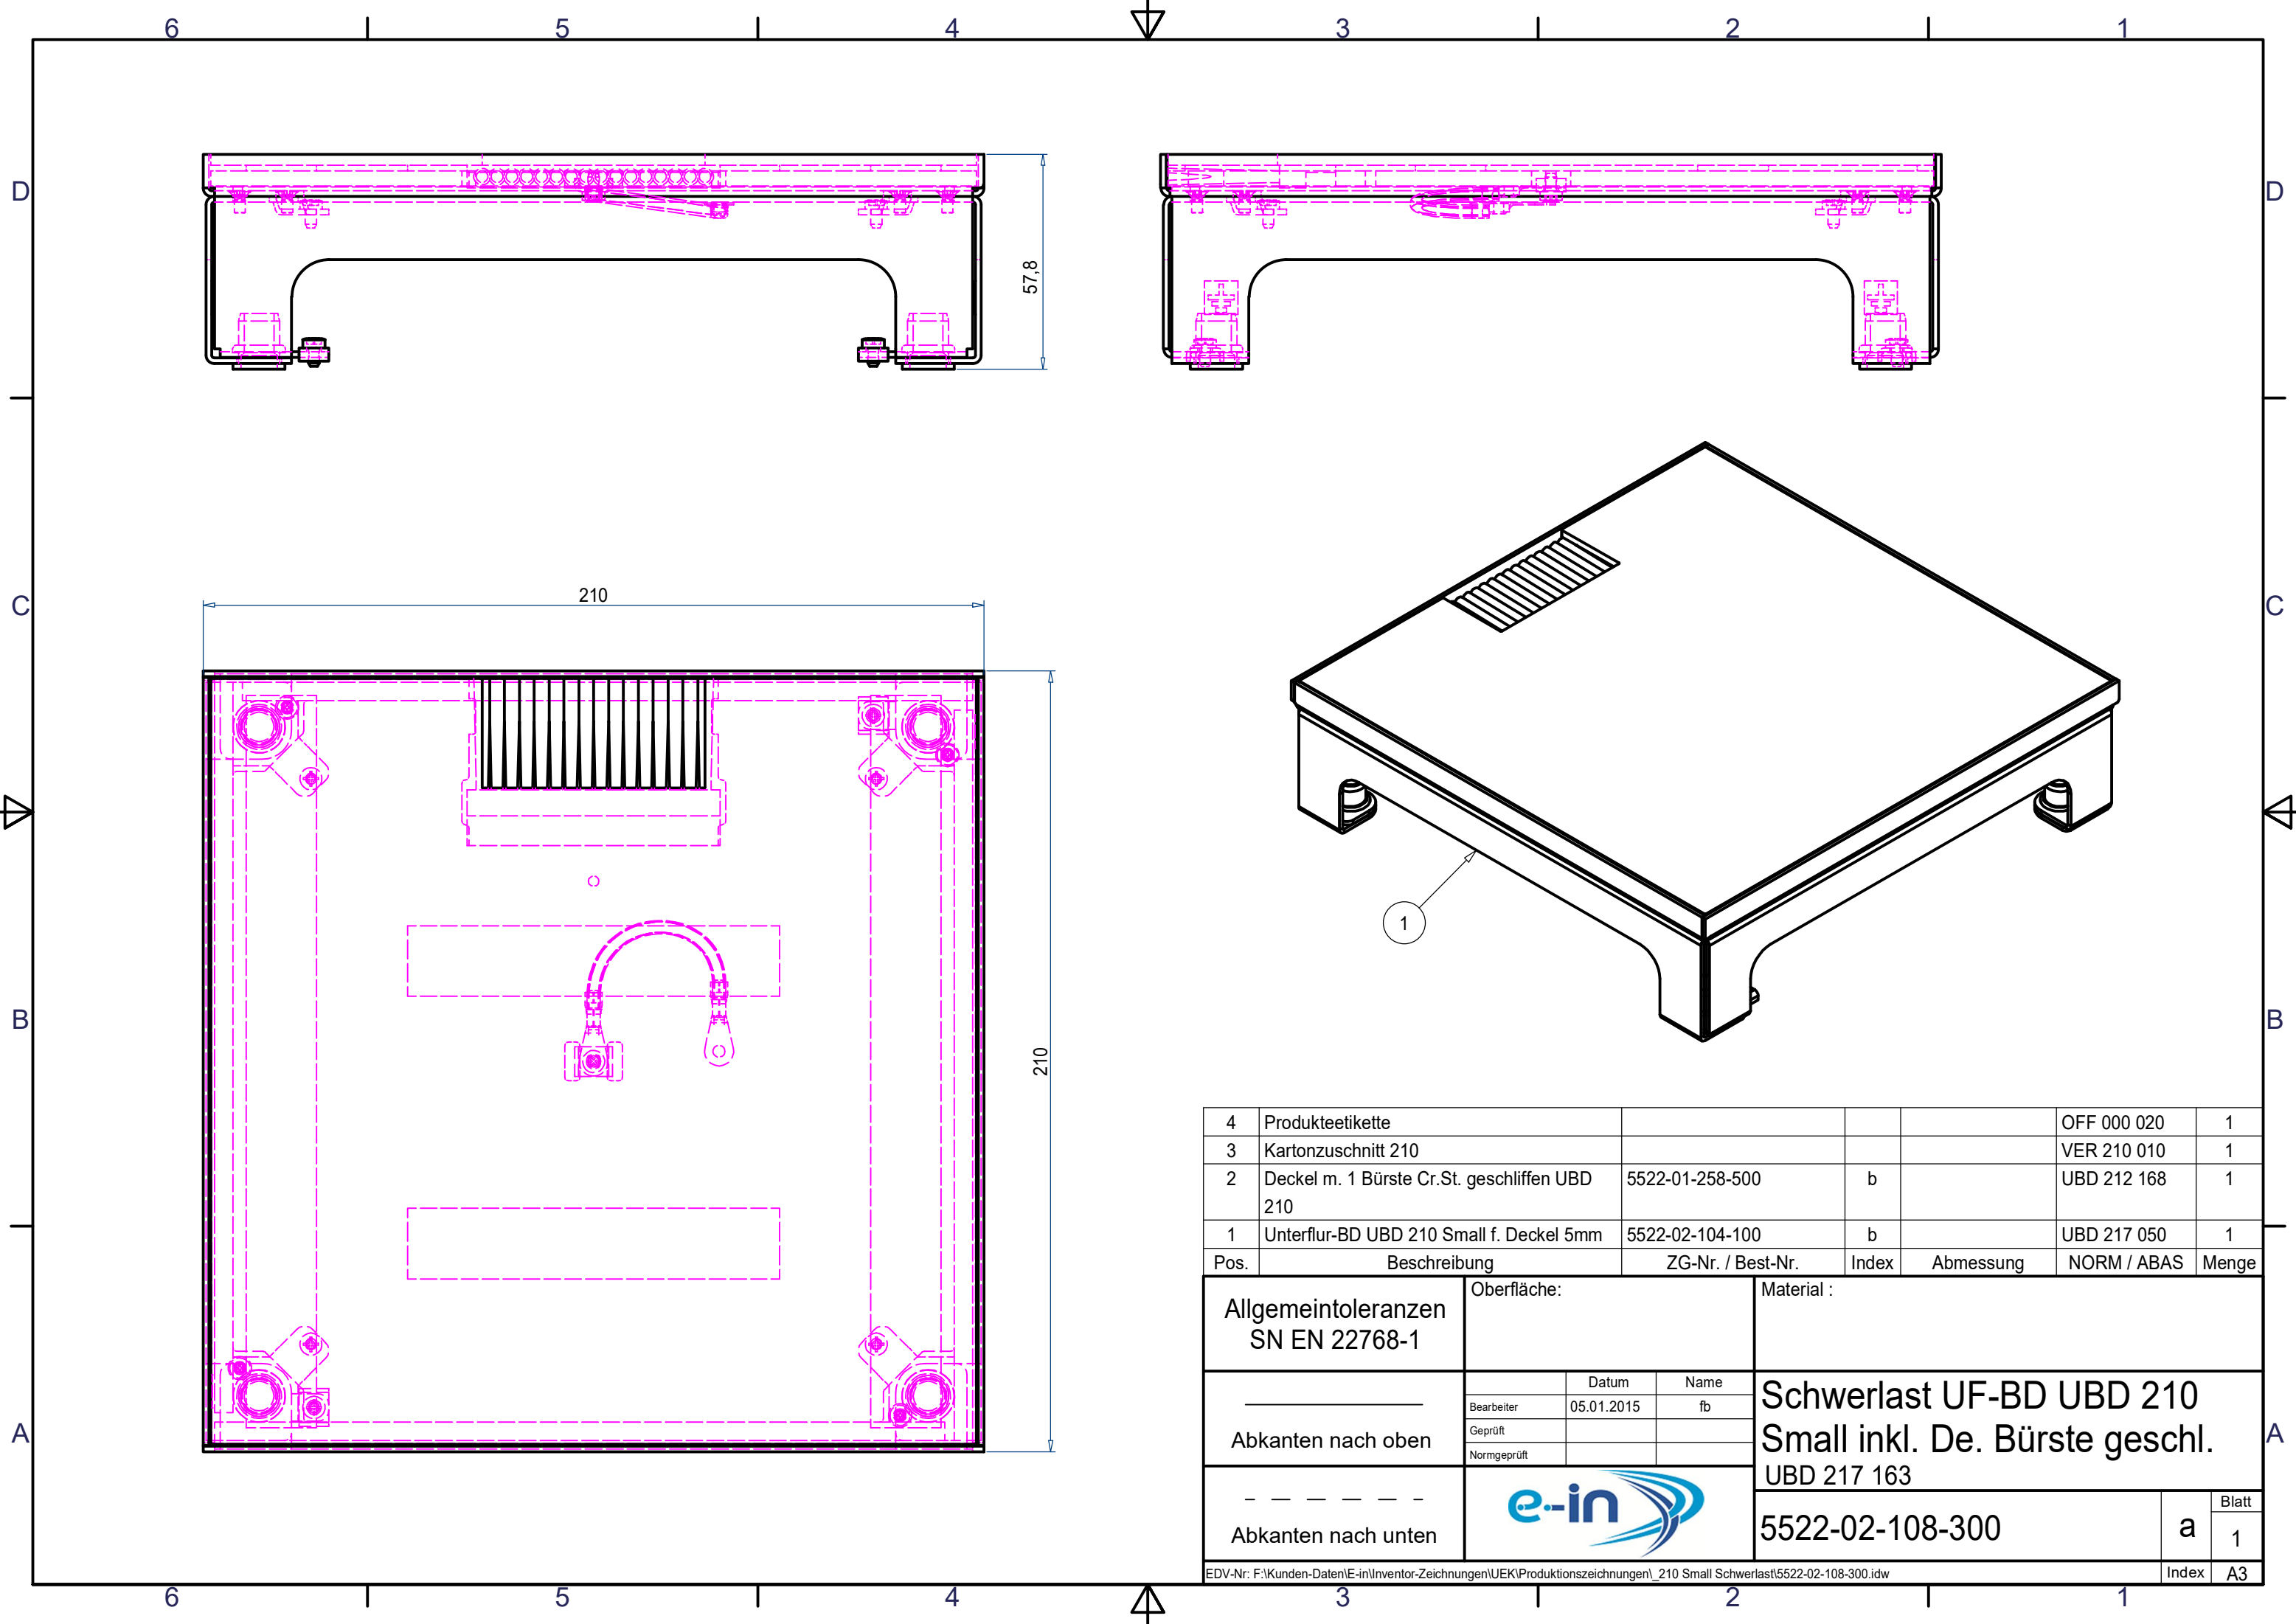 6 5 4 3 2 1
D D
57,8
C C
210
210
1
B B
4 Produkteetikette OFF 000 020 1
3 Kartonzuschnitt 210 VER 210 010 1
2 Deckel m. 1 Bürste Cr.St. geschliffen UBD 5522-01-258-500 b UBD 212 168 1
210
1 Unterflur-BD UBD 210 Small f. Deckel 5mm 5522-02-104-100 b UBD 217 050 1
Pos. Beschreibung ZG-Nr. / Best-Nr. Index Abmessung NORM / ABAS Menge
Allgemeintoleranzen
SN EN 22768-1
Oberfläche:
Material :
Abkanten nach oben
Datum Name
Bearbeiter 05.01.2015 fb
Geprüft
Normgeprüft
Schwerlast UF-BD UBD 210
Small inkl. De. Bürste geschl.
UBD 217 163
A A
Abkanten nach unten
e-in
5522-02-108-300
a
Blatt
1
EDV-Nr: F:\Kunden-Daten\E-in\Inventor-Zeichnungen\UEK\Produktionszeichnungen\_210 Small Schwerlast\5522-02-108-300.idw
Index A3
6 5 4 3 2 1